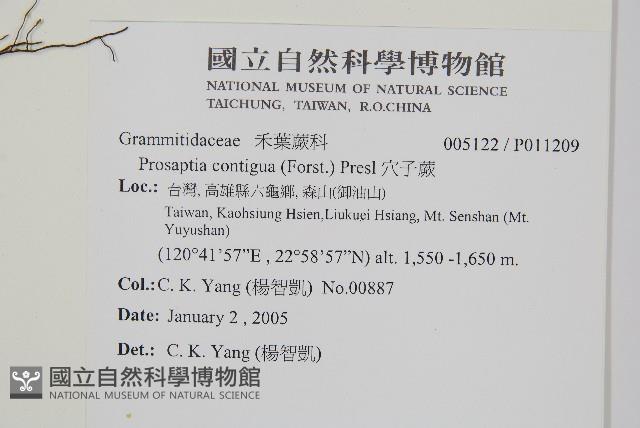 國立自然科學博物館
NATIONAL MUSEUM OF NATURAL SCIENCE
TAICHUNG, TAIWAN, R.O.CHINA
Grammitidaceae 禾葉蕨科 005122 / P011209
Prosaptia contigua (Forst.) Presl 穴子蕨
Loc.: 台灣, 高雄縣六龜鄉, 森山(御油山)
Taiwan, Kaohsiung Hsien,Liukuei Hsiang, Mt. Senshan (Mt.
Yuyushan)
(120°41'57”E , 22°58'57”N) alt. 1,550 -1,650 m.
Col.: C. K. Yang (楊智凱) No.00887
Date: January 2 , 2005
Det.: C. K. Yang (楊智凱)
國立自然科學博物館
NATIONAL MUSEUM OF NATURAL SCIENCE